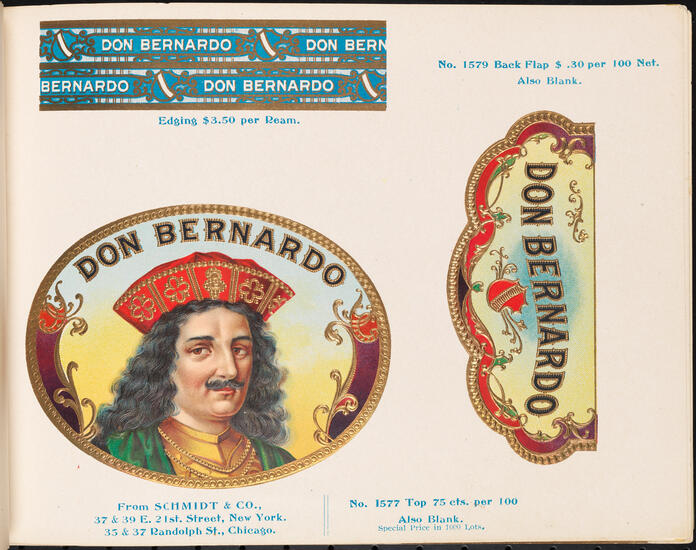 DON BERNARDO DON BERN
BERNARDO DON BERNARDO
Edging $3.50 per Ream.
No. 1579 Back Flap $ .30 per 100 Net.
Also Blank.
DON BERNARDO
DON BERNARDO
From SCHMIDT & CO.,
37 & 39 E. 21st. Street, New York.
35 & 37 Randolph St., Chicago.
No. 1577 Top 75 cts. per 100
Also Blank.
Special Price in 1000 Lots.